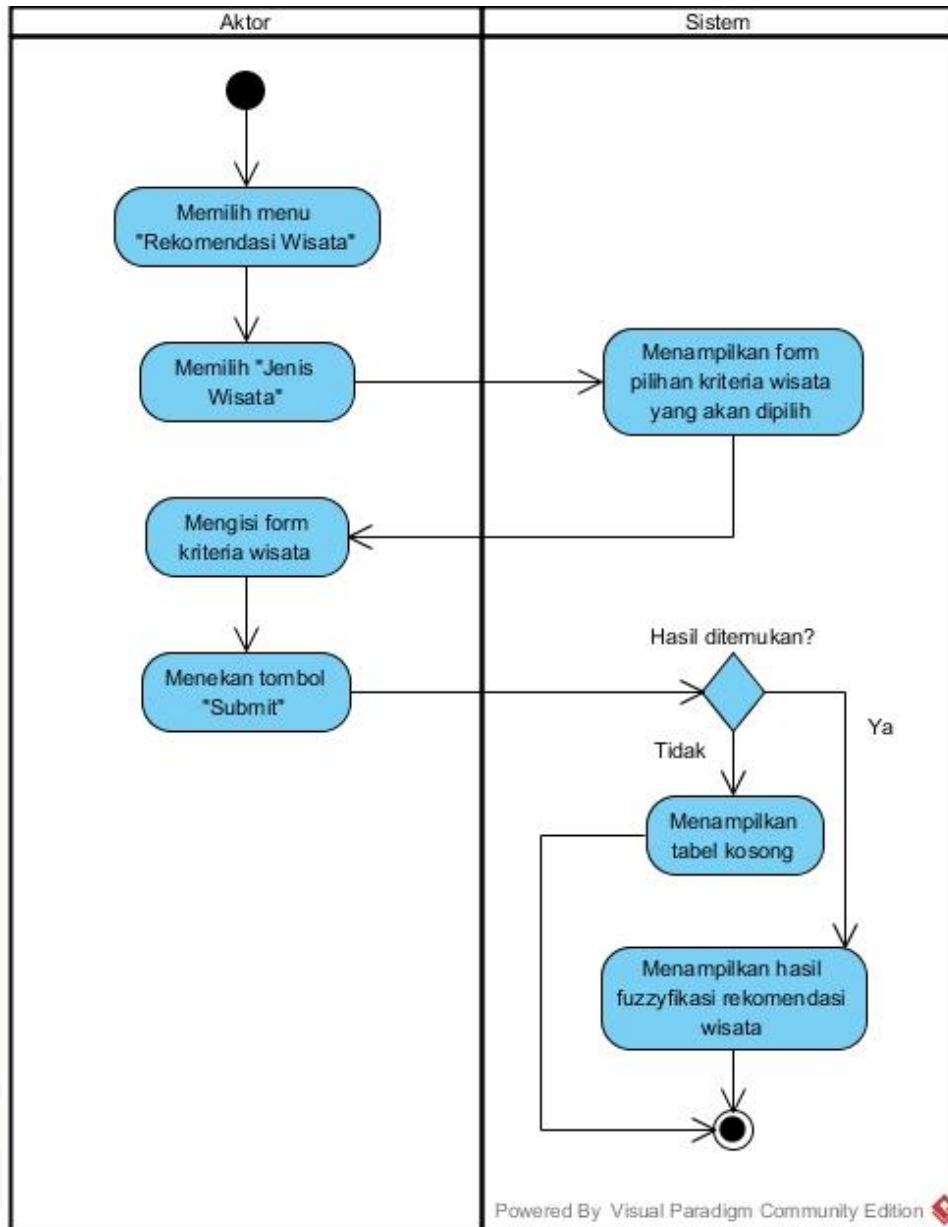 Aktor
Sistem
Memilih menu
"Rekomendasi Wisata"
Memilih "Jenis
Wisata"
Menampilkan form
pilihan kriteria wisata
yang akan dipilih
Mengisi form
kriteria wisata
Menekan tombol
"Submit"
Hasil ditemukan?
Ya
Tidak
Menampilkan
tabel kosong
Menampilkan hasil
fuzzyfikasi rekomendasi
wisata
Powered By Visual Paradigm Community Edition